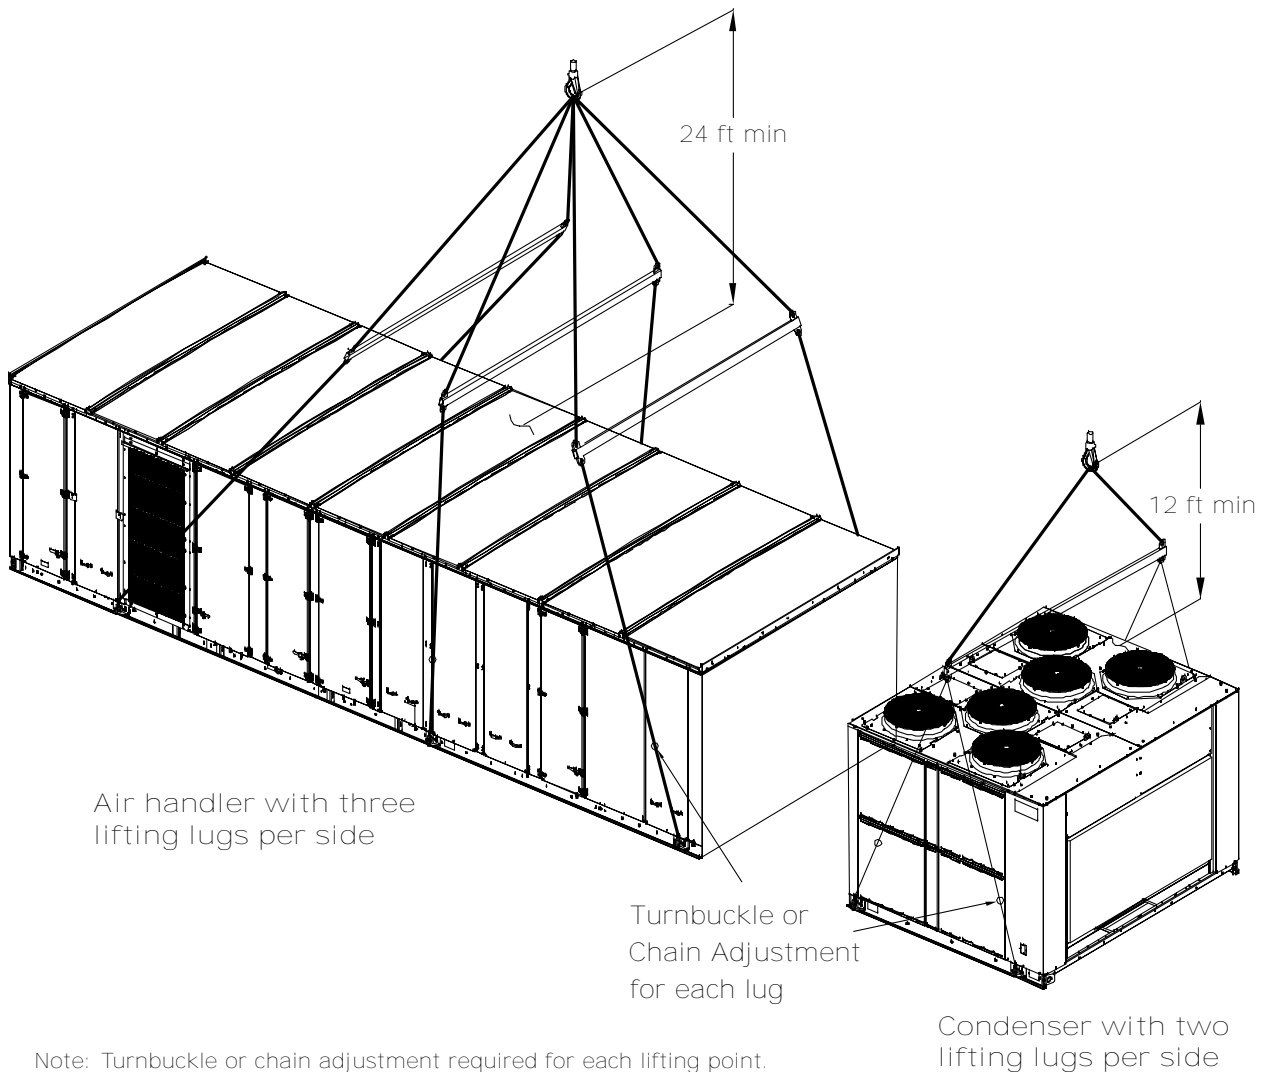 24 ft min
12 ft min
Air handler with three
lifting lugs per side
Turnbuckle or
Chain Adjustment
for each lug
Condenser with two
lifting lugs per side
Note: Turnbuckle or chain adjustment required for each lifting point.